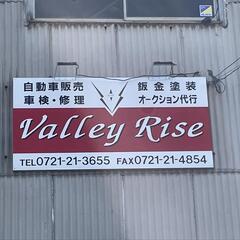 自動車販売 鈑金塗装
車検・修理 オークション代行
Valley Rise
TEL0721-21-3655 FAX0721-21-4854